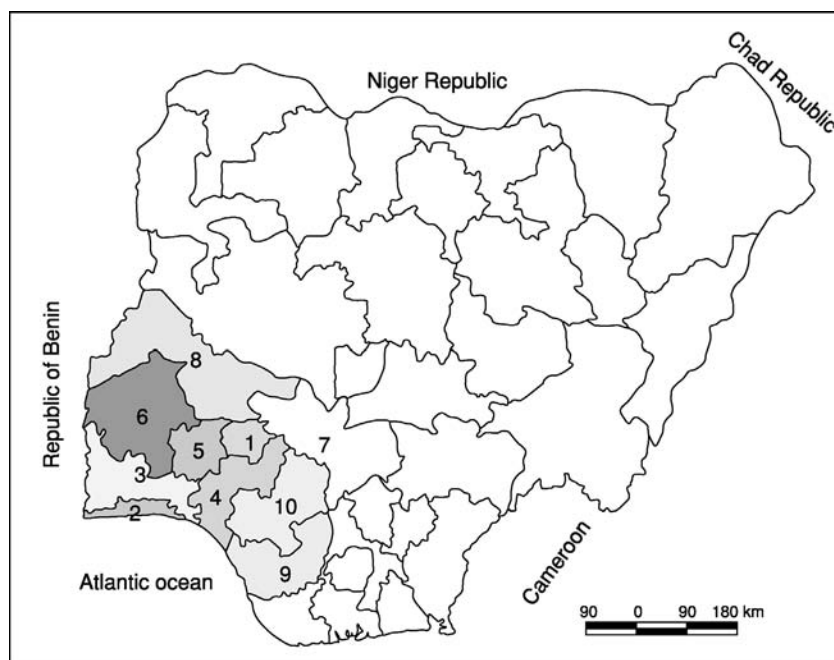 Niger Republic
Chad Republic
Republic of Benin
8
6
7
5
1
3
4
10
2
9
Atlantic ocean
Cameroon
90 0 90 180 km